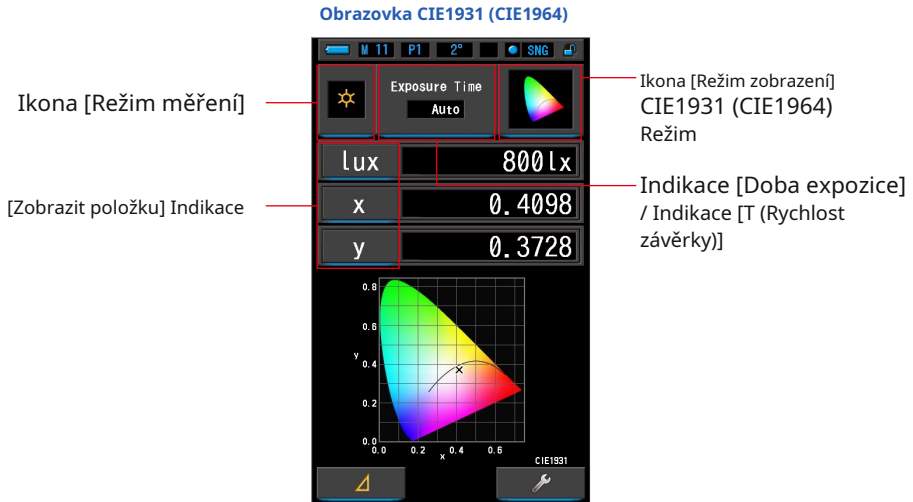 Obrazovka CIE1931 (CIE1964)
M 11 P1 2° SNG
Ikona [Režim měření]
Exposure Time
Auto
Ikona [Režim zobrazení]
CIE1931 (CIE1964)
Režim
lux 800lx
[Zobrazit položku] Indikace
x 0.4098
y 0.3728
Indikace [Doba expozice]
/ Indikace [T (Rychlost
závěrky)]
0.8
0.6
y
0.4
0.2
0.0
0.0 0.2 x 0.4 0.6
CIE1931